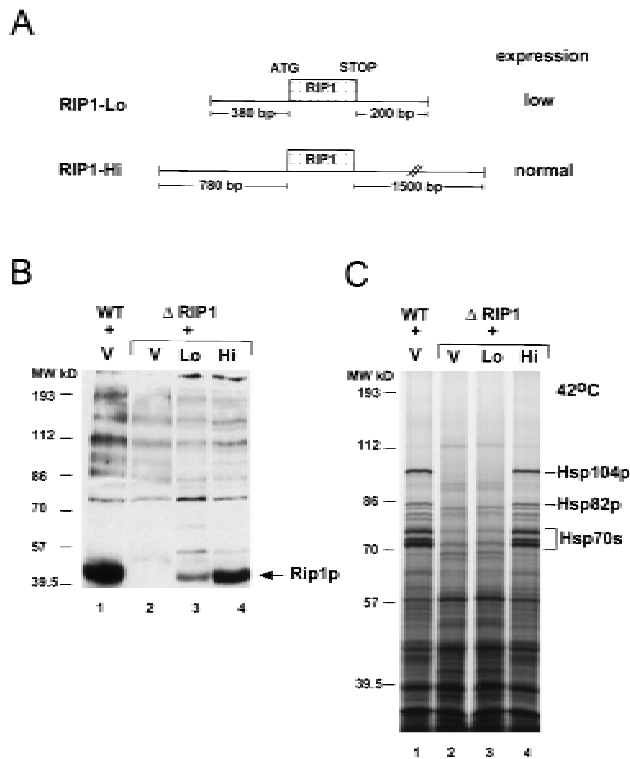 A
expression
ATG STOP
RIP1-Lo RIP1 low
380 bp 200 bp
RIP1-Hi RIP1 normal
780 bp 1500 bp
B
WT Δ RIP1
+ +
V V Lo Hi
MW kD
193
112
86
70
57
39.5
Rip1p
1 2 3 4
C
WT Δ RIP1
+ +
V V Lo Hi
MW kD
42ºC
193
112
Hsp104p
86
Hsp82p
Hsp70s
70
57
39.5
1 2 3 4